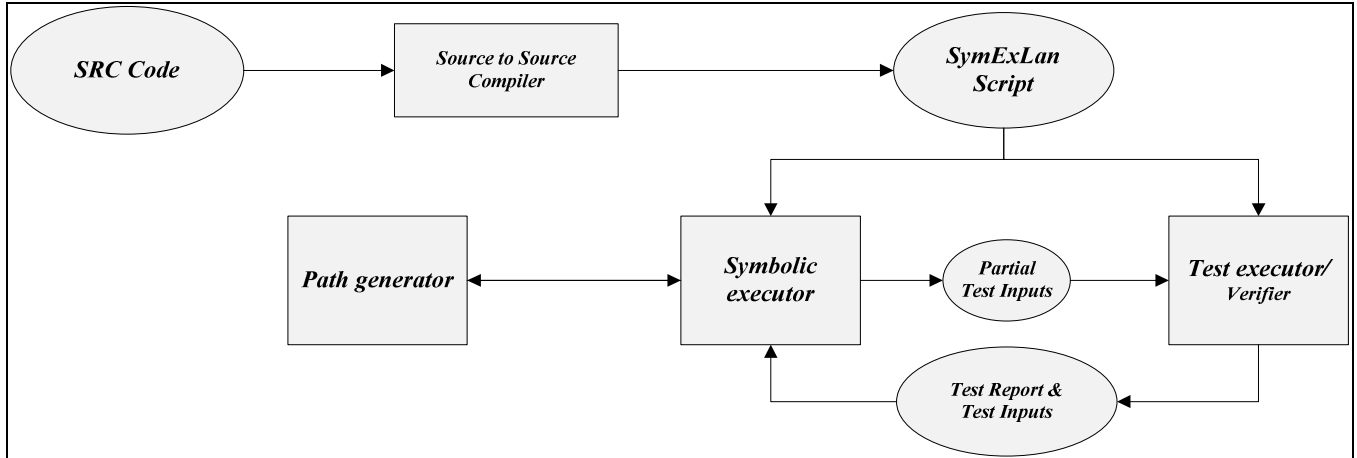 SRC Code
Source to Source
Compiler
SymExLan
Script
Path generator
Symbolic
executor
Partial
Test Inputs
Test executor/
Verifier
Test Report &
Test Inputs